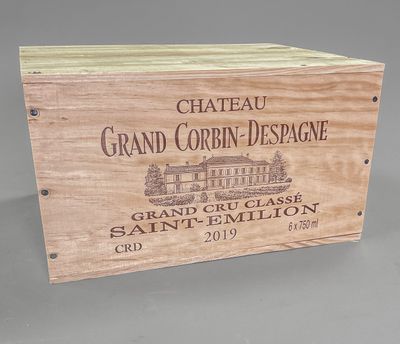 CHATEAU
GRAND CORBIN-DESPAGNE
GRAND CRU CLASSÉ
SAINT-EMILION
CRD 2019 6 x 750 ml